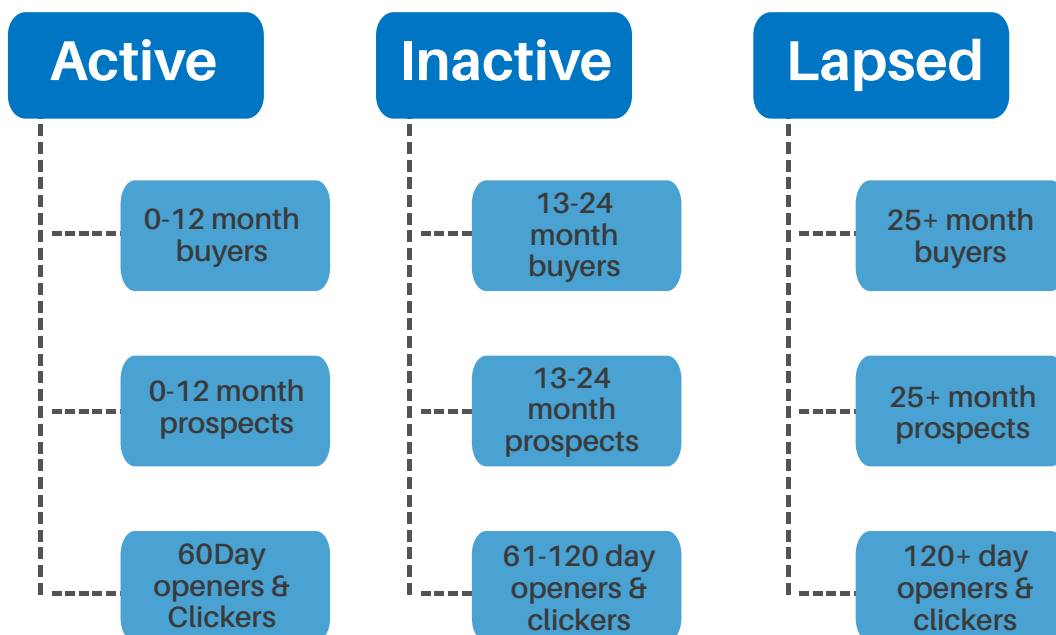 Active
0-12 month
buyers
0-12 month
prospects
60Day
openers &
Clickers
Inactive
13-24
month
buyers
13-24
month
prospects
61-120 day
openers &
clickers
Lapsed
25+ month
buyers
25+ month
prospects
120+ day
openers &
clickers